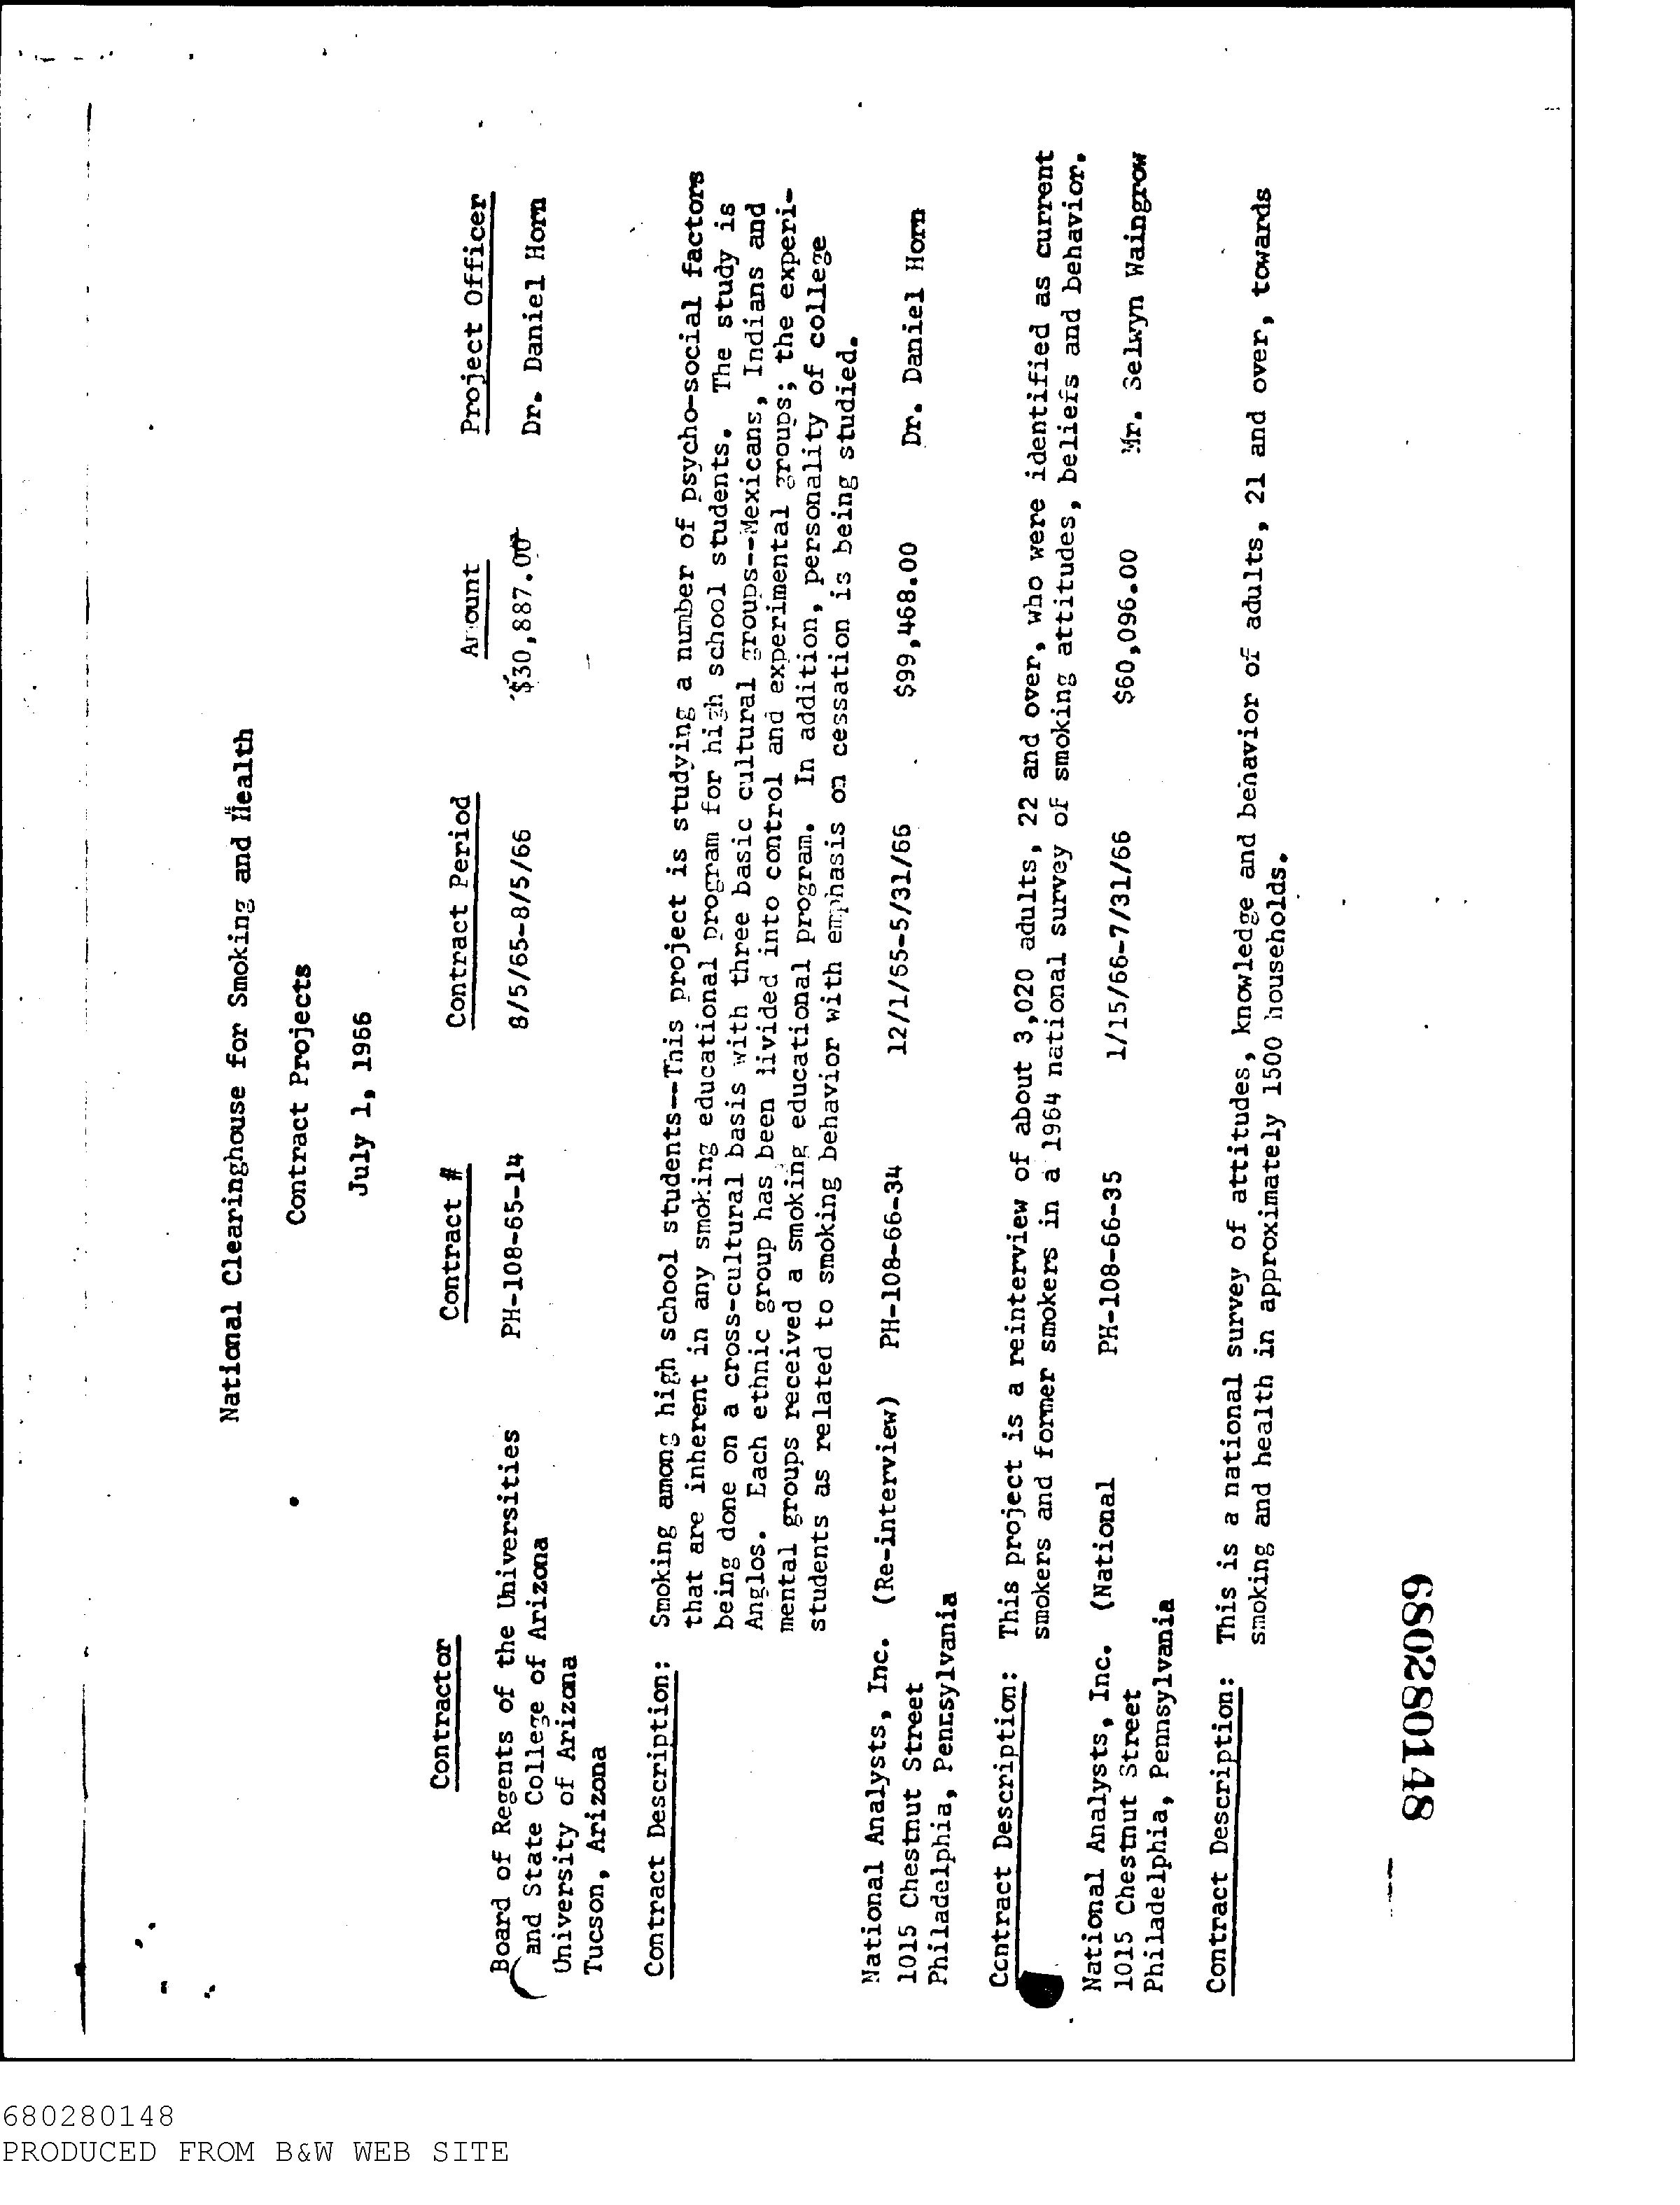 National Clearinghouse for Smoking and Health
Contract Projects
July 1, 1966
Contractor Contract # Contract Period Amount Project Officer
Board of Regents of the Universities PH-108-65-14 8/5/65-8/5/66 $30,887.00 Dr. Daniel Horn
and State College of Arizona
University of Arizona
Tucson, Arizona
Contract Description: Smoking among high school students--This project is studying a number of psycho-social factors
that are inherent in any smoking educational program for high school students. The study is
being done on a cross-cultural basis with three basic cultural groups--Mexicans, Indians and
Anglos. Each ethnic group has been livided into control and experimental groups; the experi-
mental groups received a smoking educational program. In addition, personality of college
students as related to smoking behavior with emphasis on cessation is being studied.
National Analysts, Inc. (Re-interview) PH-108-66-34 12/1/65-5/31/66 $99,468.00 Dr. Daniel Horn
1015 Chestnut Street
Philadelphia, Pennsylvania
Contract Description: This project is a reinterview of about 3,020 adults, 22 and over, who were identified as current
smokers and former smokers in a 1964 national survey of smoking attitudes, beliefs and behavior.
National Analysts, Inc. (National PH-108-66-35 1/15/66-7/31/66 $60,096.00 Mr. Selwyn Waingrow
1015 Chestnut Street
Philadelphia, Pennsylvania
Contract Description: This is a national survey of attitudes, knowledge and behavior of adults, 21 and over, towards
smoking and health in approximately 1500 households.
680280148
680280148
PRODUCED FROM B&W WEB SITE